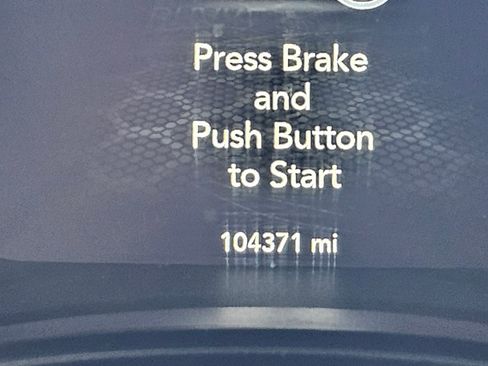 Press Brake
and
Push Button
to Start
104371 mi